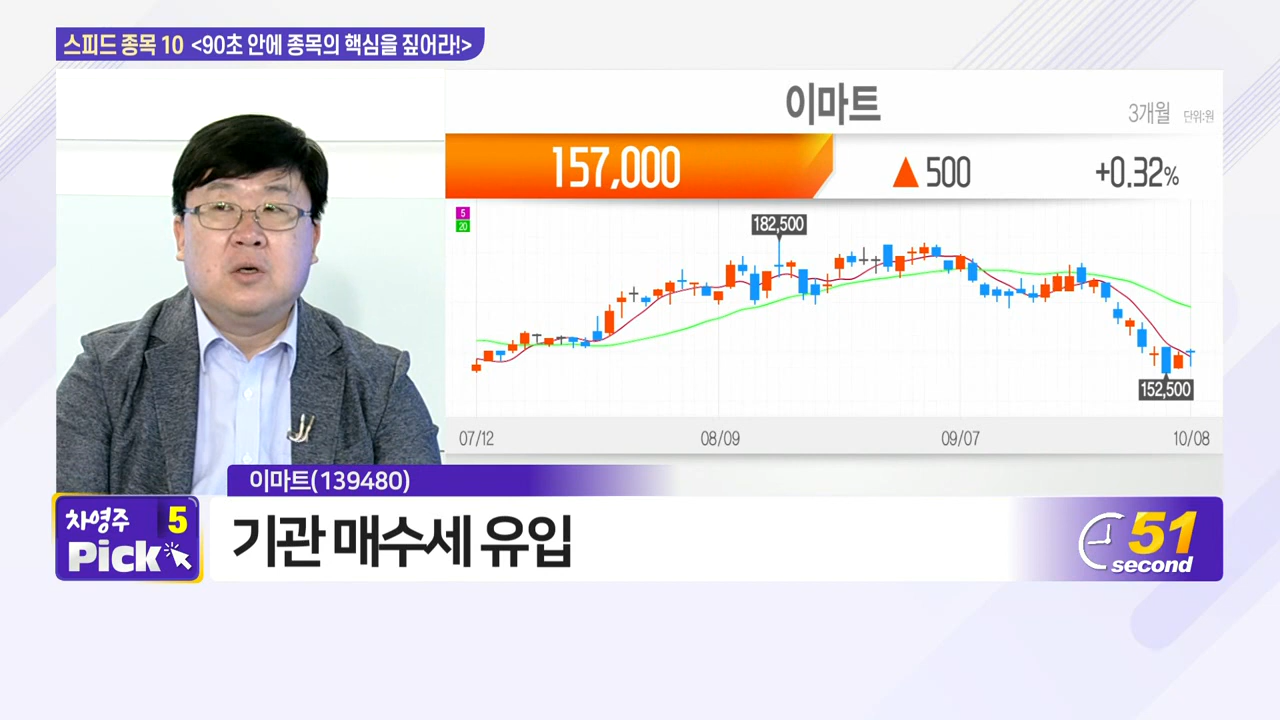 스피드 종목 10 <90초 안에 종목의 핵심을 짚어라!>
이마트
3개월 단위:원
157,000 ▲500 +0.32%
5
20
182,500
152,500
07/12 08/09 09/07 10/08
이마트(139480)
차영주 5
Pick
기관 매수세 유입
51
second